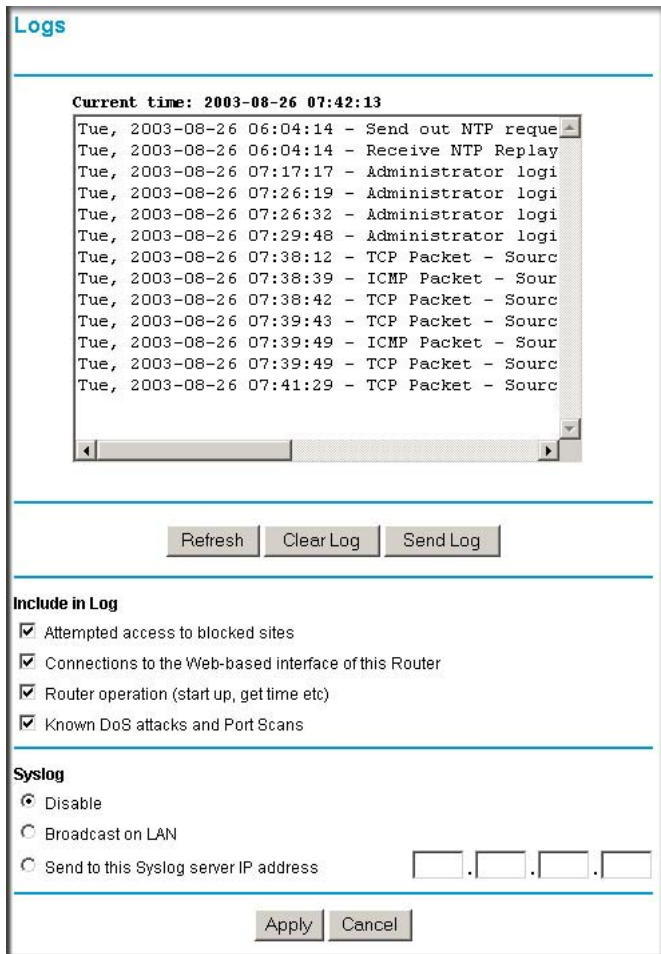 Logs
Current time: 2003-08-26 07:42:13
Tue, 2003-08-26 06:04:14 - Send out NTP reque
Tue, 2003-08-26 06:04:14 - Receive NTP Replay
Tue, 2003-08-26 07:17:17 - Administrator logi
Tue, 2003-08-26 07:26:19 - Administrator logi
Tue, 2003-08-26 07:26:32 - Administrator logi
Tue, 2003-08-26 07:29:48 - Administrator logi
Tue, 2003-08-26 07:38:12 - TCP Packet - Sourc
Tue, 2003-08-26 07:38:39 - ICMP Packet - Sour
Tue, 2003-08-26 07:38:42 - TCP Packet - Sourc
Tue, 2003-08-26 07:39:43 - TCP Packet - Sourc
Tue, 2003-08-26 07:39:49 - ICMP Packet - Sour
Tue, 2003-08-26 07:39:49 - TCP Packet - Sourc
Tue, 2003-08-26 07:41:29 - TCP Packet - Sourc
Refresh Clear Log Send Log
Include in Log
Attempted access to blocked sites
Connections to the Web-based interface of this Router
Router operation (start up, get time etc)
Known DoS attacks and Port Scans
Syslog
Disable
Broadcast on LAN
Send to this Syslog server IP address . . .
Apply Cancel